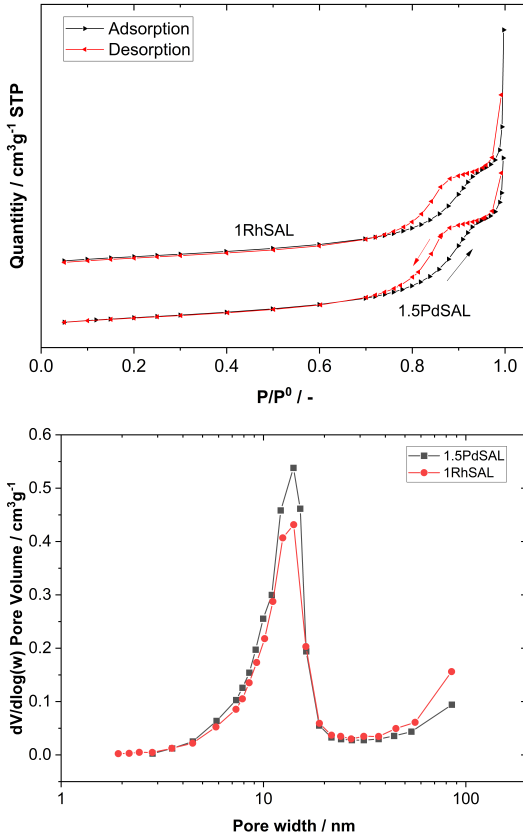 Adsorption
Desorption
Quantitiy / cm³g⁻¹ STP
1RhSAL
1.5PdSAL
0.0 0.2 0.4 0.6 0.8 1.0
P/P⁰ / -
0.6
0.5
0.4
0.3
0.2
0.1
0.0
dV/dlog(w) Pore Volume / cm³g⁻¹
1.5PdSAL
1RhSAL
1 10 100
Pore width / nm